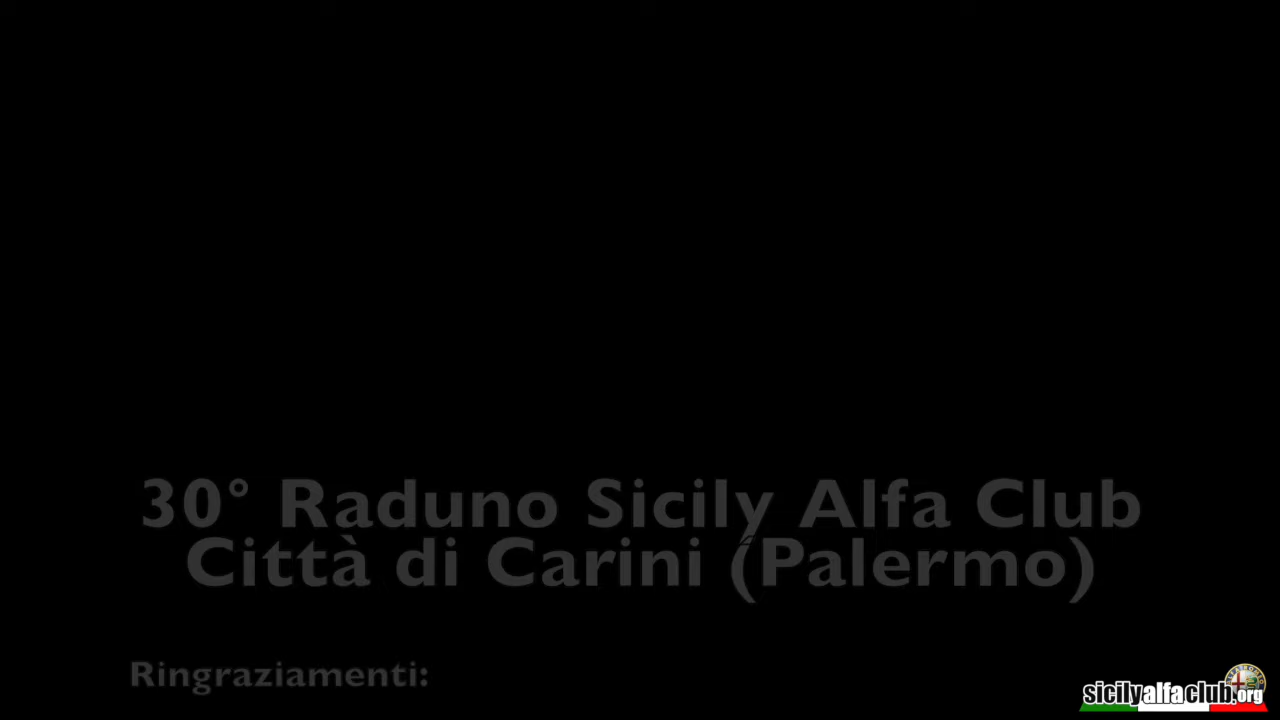 30° Raduno Sicily Alfa Club
Città di Carini (Palermo)
Ringraziamenti:
sicilyalfaclub.org